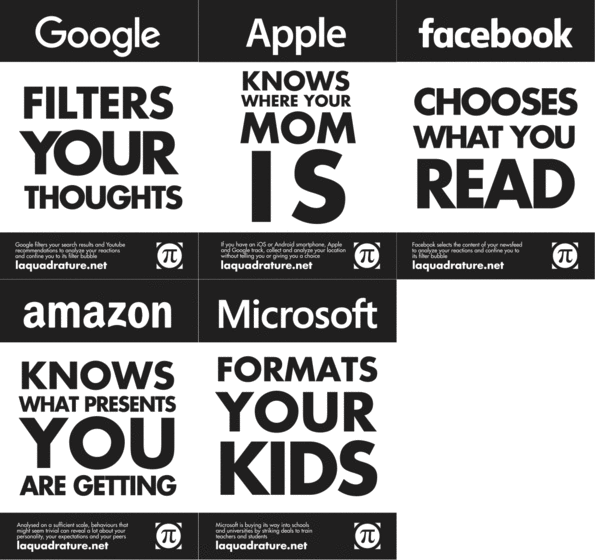 Google
FILTERS
YOUR
THOUGHTS
Google filters your search results and Youtube
recommendations to analyze your reactions
and confine you to its filter bubble
laquadrature.net
π
Apple
KNOWS
WHERE YOUR
MOM
IS
If you have an iOS or Android smartphone, Apple
and Google track, collect and analyze your location
without telling you or giving you a choice
laquadrature.net
π
facebook
CHOOSES
WHAT YOU
READ
Facebook selects the content of your newsfeed
to analyze your reactions and confine you to
its filter bubble
laquadrature.net
π
amazon
KNOWS
WHAT PRESENTS
YOU
ARE GETTING
Analysed on a sufficient scale, behaviours that
might seem trivial can reveal a lot about your
personality, your expectations and your peers
laquadrature.net
π
Microsoft
FORMATS
YOUR
KIDS
Microsoft is buying its way into schools
and universities by striking deals to train
teachers and students
laquadrature.net
π